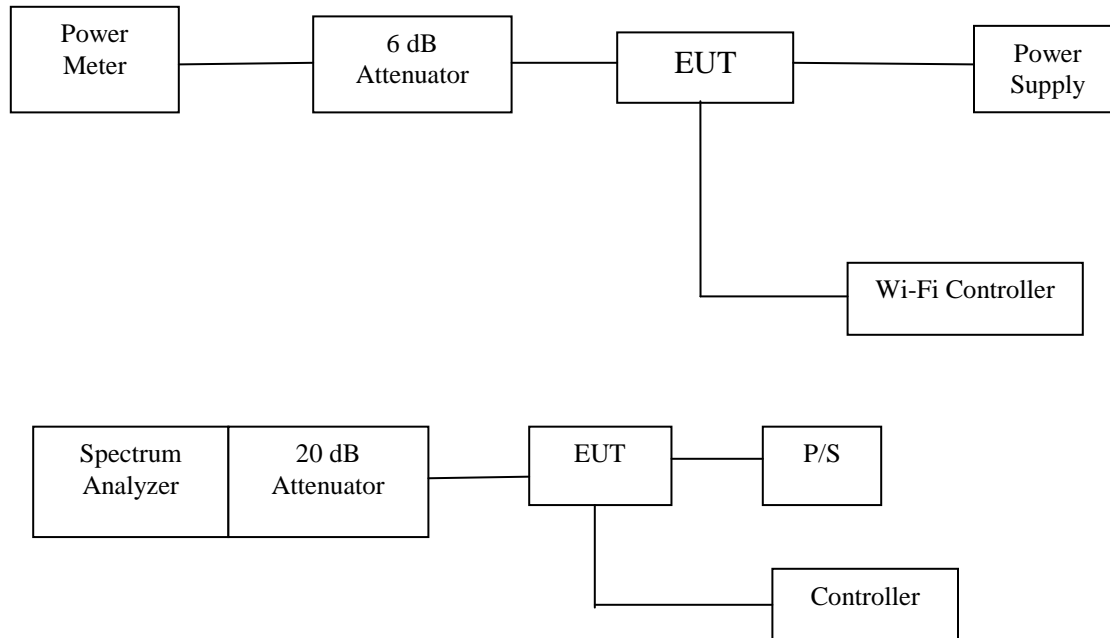 Power
Meter
6 dB
Attenuator
EUT
Power
Supply
Wi-Fi Controller
Spectrum
Analyzer
20 dB
Attenuator
EUT
P/S
Controller